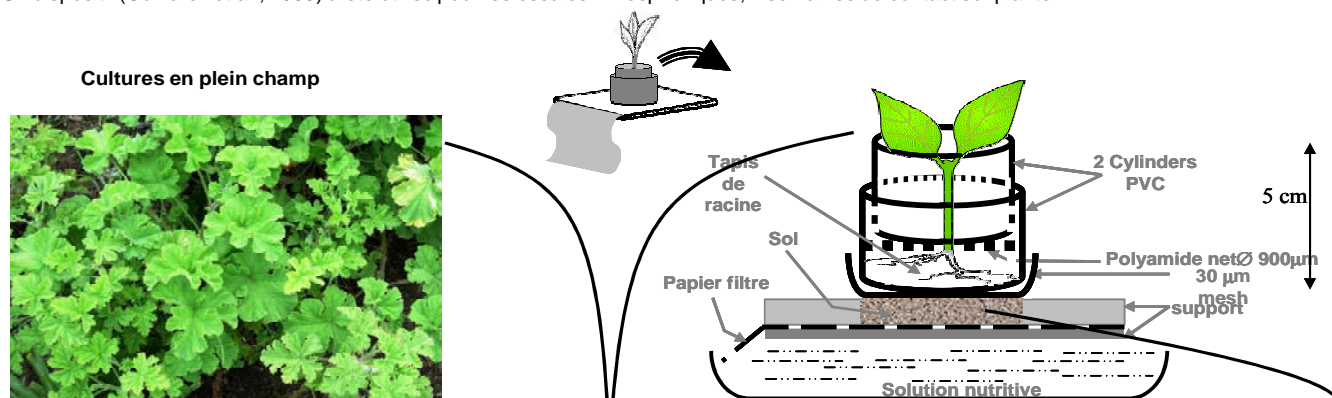 Cultures en plein champ
Tapis
de
racine
Sol
Papier filtre
2 Cylinders
PVC
5 cm
Polyamide net∅ 900µm
30 µm
mesh
support
Solution nutritive